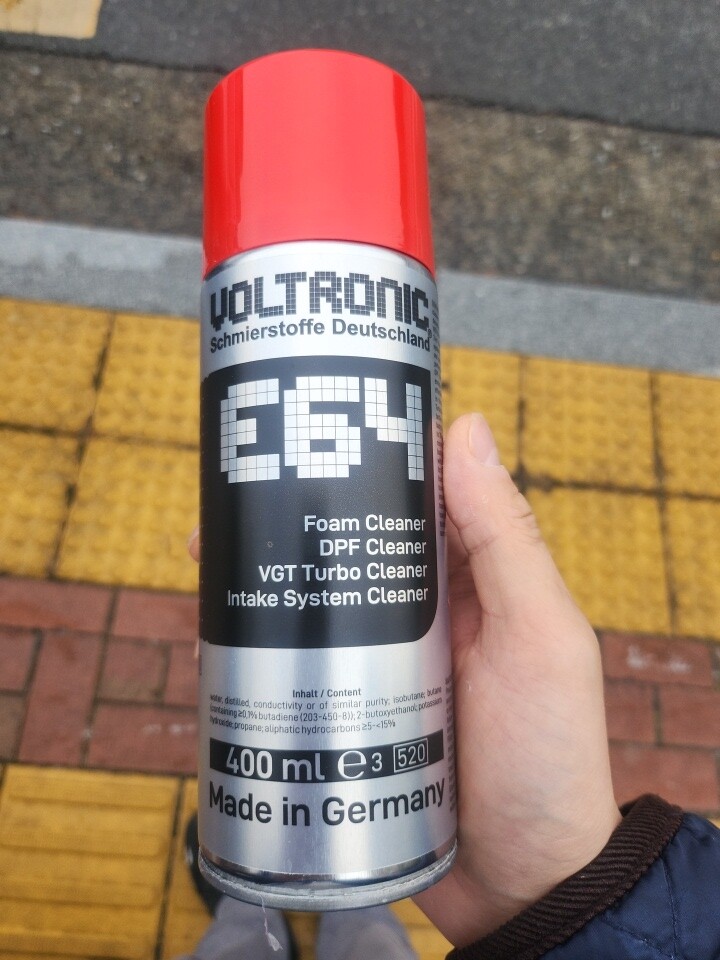 VOLTRONIC
Schmierstoffe Deutschland
E64
Foam Cleaner
DPF Cleaner
VGT Turbo Cleaner
Intake System Cleaner
Inhalt / Content
water, distilled, conductivity or of similar purity; isobutane; butane
(containing ≥0,1% butadiene (203-450-8)); 2-butoxyethanol; potassium
hydroxide; propane; aliphatic hydrocarbons ≥5-<15%
400 ml ℮ 3 520
Made in Germany